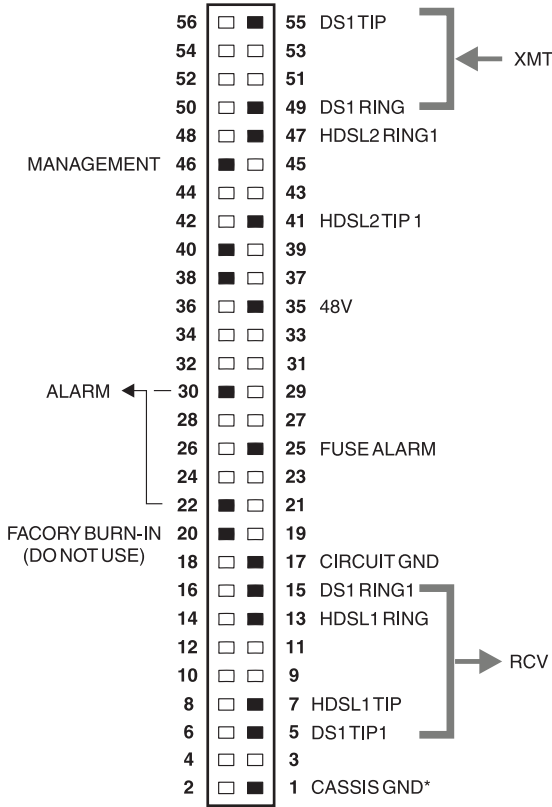 56 55 DS1 TIP
54 53
XMT
52 51
50 49 DS1 RING
48 47 HDSL2 RING1
MANAGEMENT 46 45
44 43
42 41 HDSL2 TIP 1
40 39
38 37
36 35 48V
34 33
32 31
ALARM 30 29
28 27
26 25 FUSE ALARM
24 23
22 21
FACORY BURN-IN 20 19
(DO NOT USE)
18 17 CIRCUIT GND
16 15 DS1 RING1
14 13 HDSL1 RING
12 11
RCV
10 9
8 7 HDSL1 TIP
6 5 DS1 TIP1
4 3
2 1 CASSIS GND*